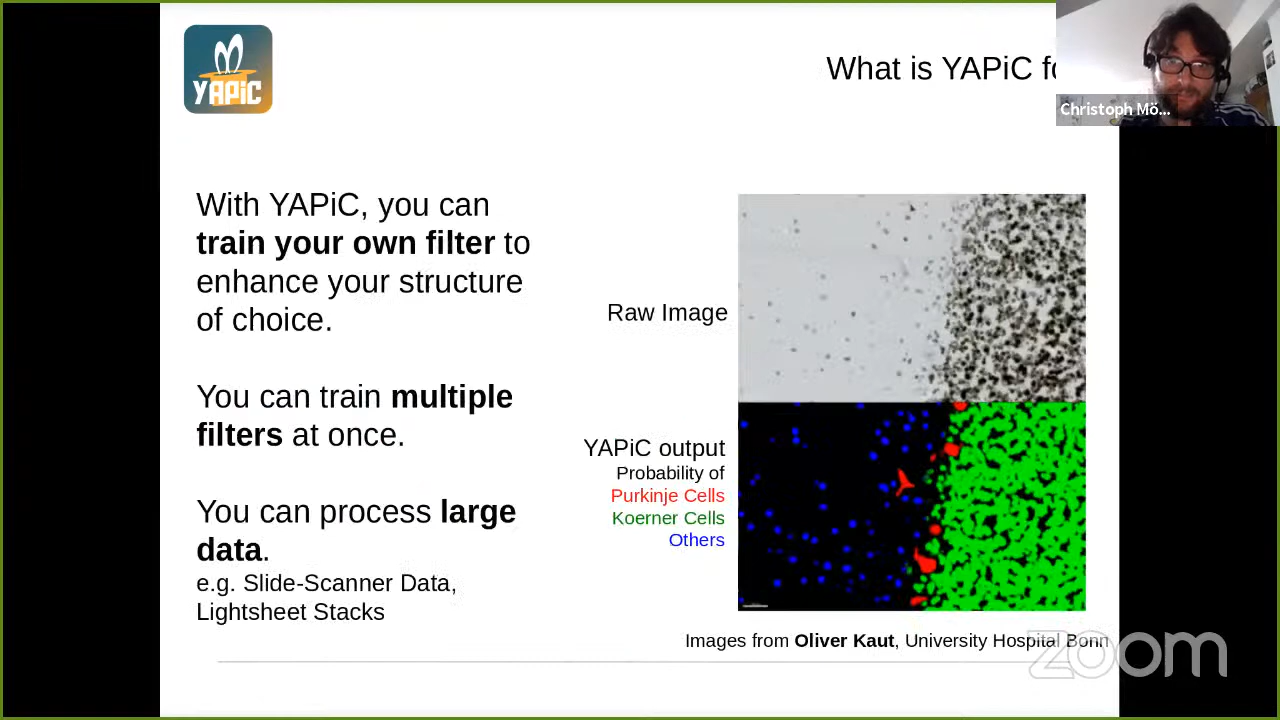 YAPiC
What is YAPiC fo
Christoph Mö...
With YAPiC, you can
train your own filter to
enhance your structure
of choice.
You can train multiple
filters at once.
You can process large
data.
e.g. Slide-Scanner Data,
Lightsheet Stacks
Raw Image
YAPiC output
Probability of
Purkinje Cells
Koerner Cells
Others
Images from Oliver Kaut, University Hospital Bonn
zoom